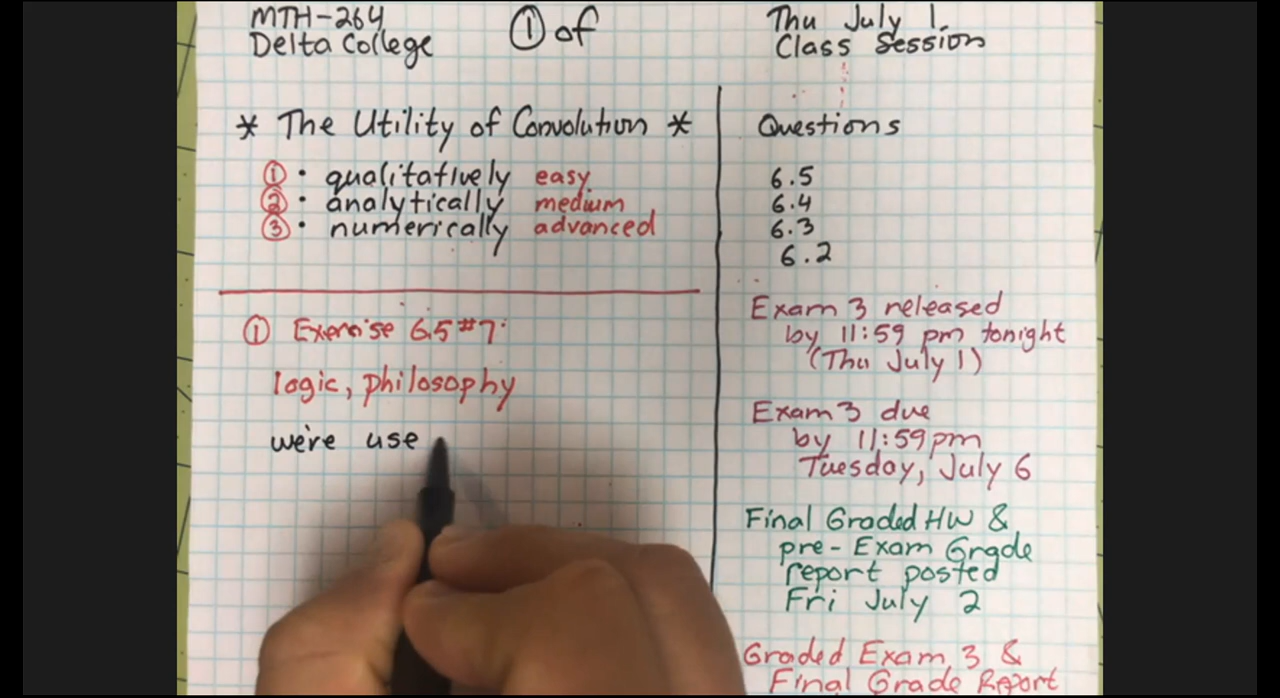 MTH-264
Delta College
① of
Thu July 1
Class Session
* The Utility of Convolution *
①· qualitatively easy
②· analytically medium
③· numerically advanced
① Exercise 6.5 #7:
logic, philosophy
we're use
Questions
6.5
6.4
6.3
6.2
Exam 3 released
by 11:59 pm tonight
(Thu July 1)
Exam 3 due
by 11:59pm
Tuesday, July 6
Final Graded HW &
pre-Exam Grade
report posted
Fri July 2
Graded Exam 3 &
Final Grade Report